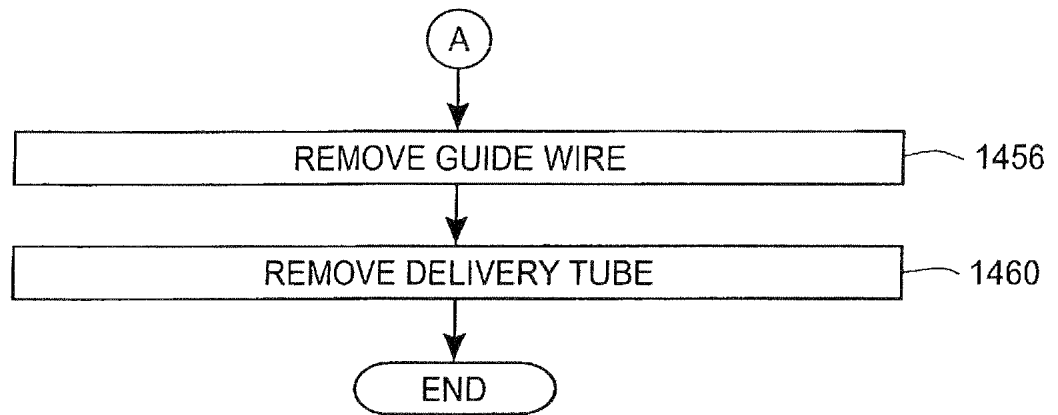 A
REMOVE GUIDE WIRE 1456
REMOVE DELIVERY TUBE 1460
END